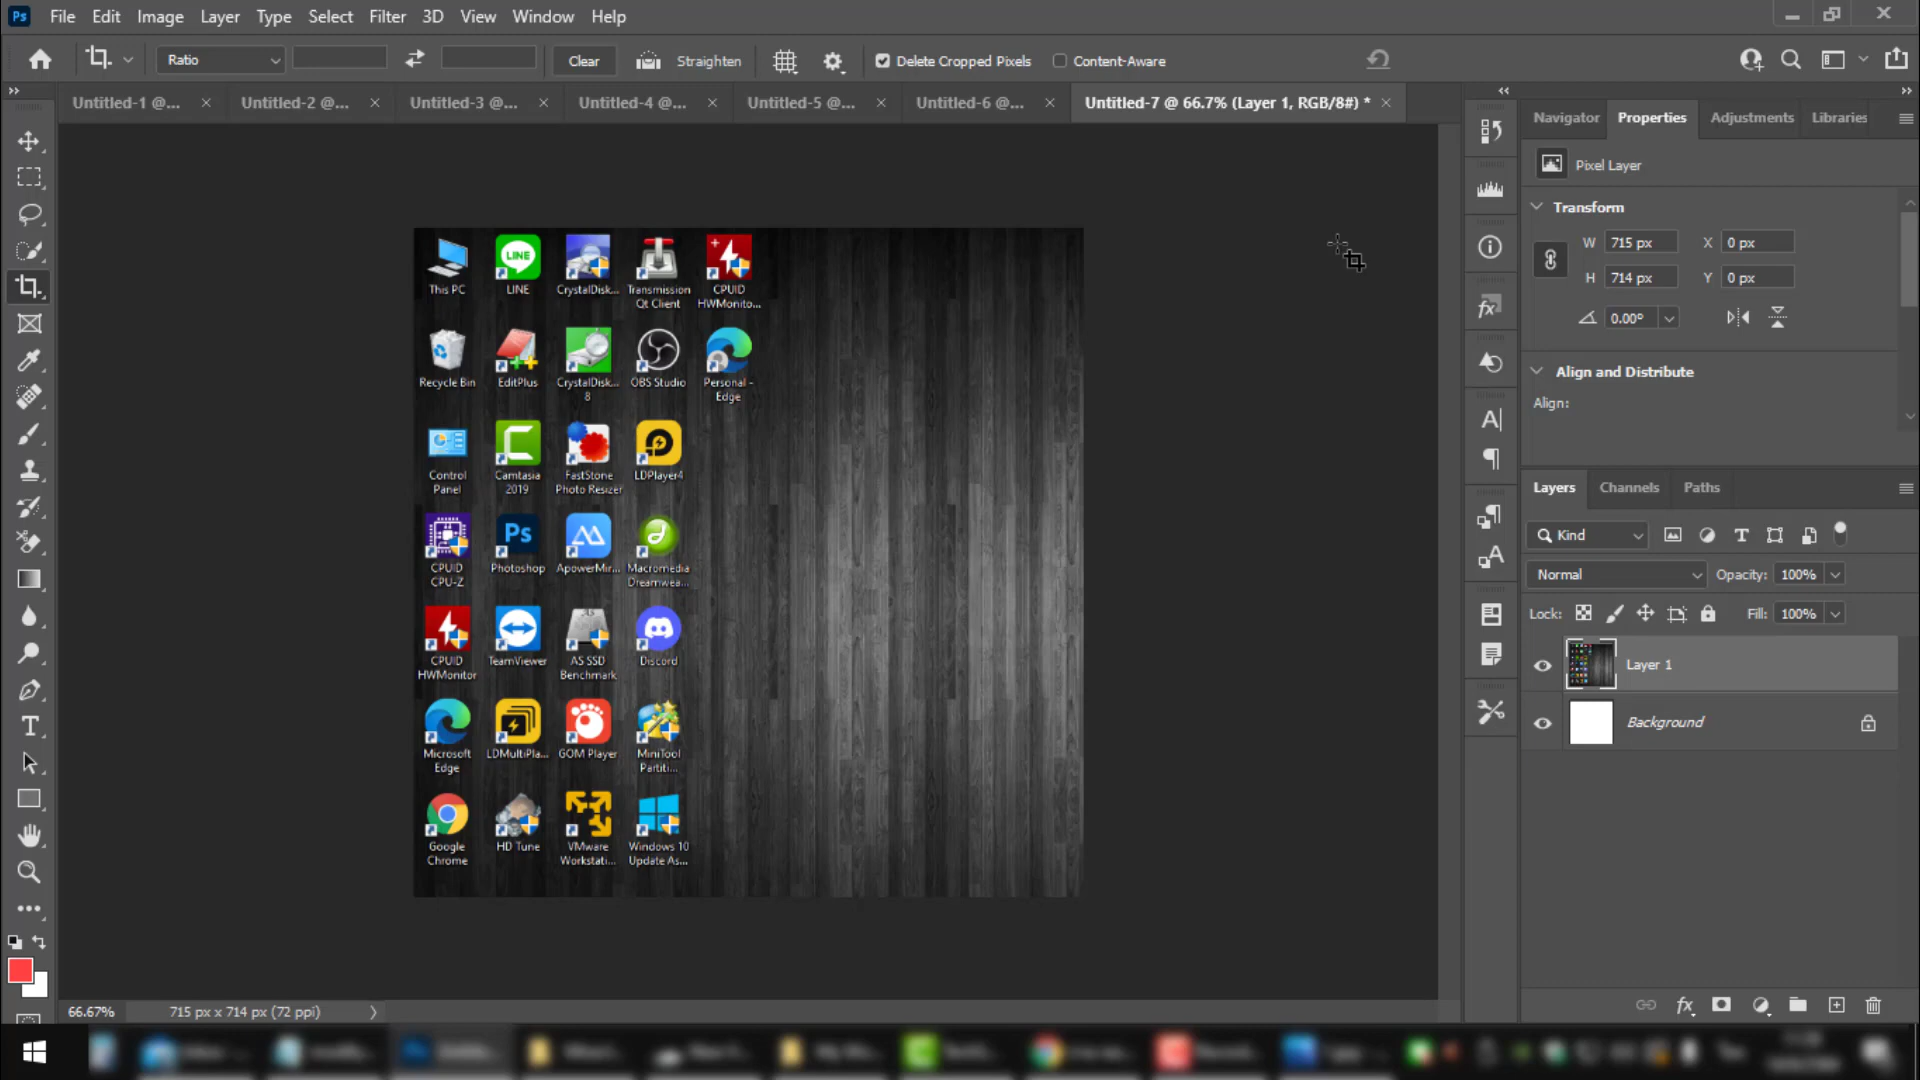 Ps File Edit Image Layer Type Select Filter 3D View Window Help
Ratio Clear Straighten Delete Cropped Pixels Content-Aware
Untitled-1 @... Untitled-2 @... Untitled-3 @... Untitled-4 @... Untitled-5 @... Untitled-6 @... Untitled-7 @ 66.7% (Layer 1, RGB/8#) *
Navigator Properties Adjustments Libraries
Pixel Layer
Transform
W 715 px X 0 px
H 714 px Y 0 px
0.00°
Align and Distribute
Align:
Layers Channels Paths
Kind
Normal Opacity: 100%
Lock: Fill: 100%
Layer 1
Background
This PC
LINE
CrystalDisk...
Transmission
Qt Client
CPUID
HWMonito...
Recycle Bin
EditPlus
CrystalDisk...
8
OBS Studio
Personal -
Edge
Control
Panel
Camtasia
2019
FastStone
Photo Resizer
LDPlayer4
CPUID
CPU-Z
Ps
Photoshop
ApowerMir...
Macromedia
Dreamwea...
CPUID
HWMonitor
TeamViewer
AS SSD
Benchmark
Discord
Microsoft
Edge
LDMultiPla...
GOM Player
MiniTool
Partiti...
Google
Chrome
HD Tune
VMware
Workstati...
Windows 10
Update As...
66.67% 715 px x 714 px (72 ppi)